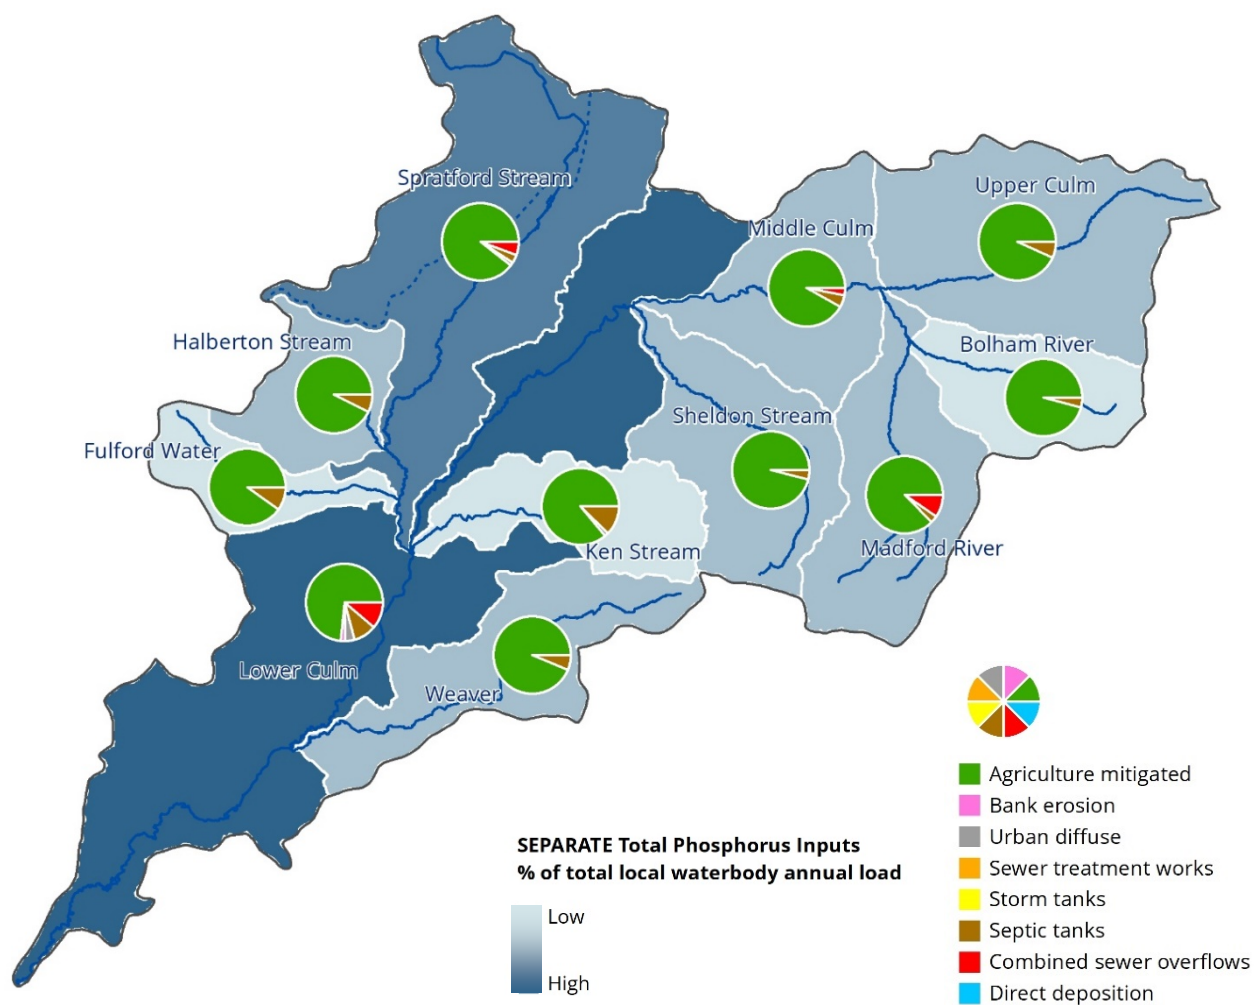 Spratford Stream
Upper Culm
Middle Culm
Halberton Stream
Bolham River
Sheldon Stream
Fulford Water
Ken Stream
Madford River
Lower Culm
Weaver
SEPARATE Total Phosphorus Inputs
% of total local waterbody annual load
Low
High
Agriculture mitigated
Bank erosion
Urban diffuse
Sewer treatment works
Storm tanks
Septic tanks
Combined sewer overflows
Direct deposition